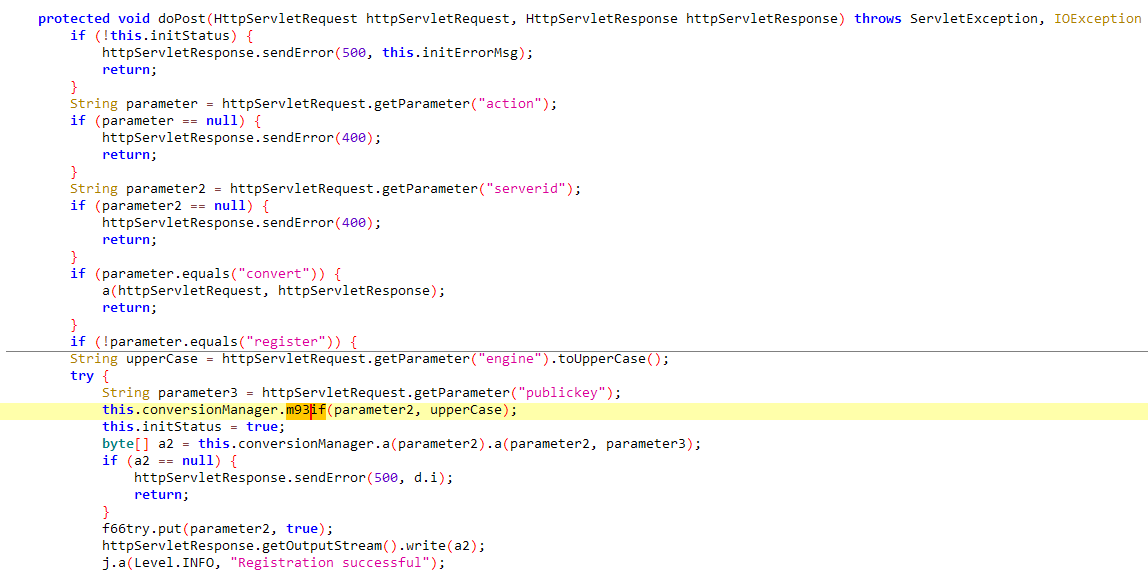 protected void doPost(HttpServletRequest httpServletRequest, HttpServletResponse httpServletResponse) throws ServletException, IOException
if (!this.initStatus) {
httpServletResponse.sendError(500, this.initErrorMsg);
return;
}
String parameter = httpServletRequest.getParameter("action");
if (parameter == null) {
httpServletResponse.sendError(400);
return;
}
String parameter2 = httpServletRequest.getParameter("serverid");
if (parameter2 == null) {
httpServletResponse.sendError(400);
return;
}
if (parameter.equals("convert")) {
a(httpServletRequest, httpServletResponse);
return;
}
if (!parameter.equals("register")) {
String upperCase = httpServletRequest.getParameter("engine").toUpperCase();
try {
String parameter3 = httpServletRequest.getParameter("publickey");
this.conversionManager.m93if(parameter2, upperCase);
this.initStatus = true;
byte[] a2 = this.conversionManager.a(parameter2).a(parameter2, parameter3);
if (a2 == null) {
httpServletResponse.sendError(500, d.i);
return;
}
f66try.put(parameter2, true);
httpServletResponse.getOutputStream().write(a2);
j.a(Level.INFO, "Registration successful");